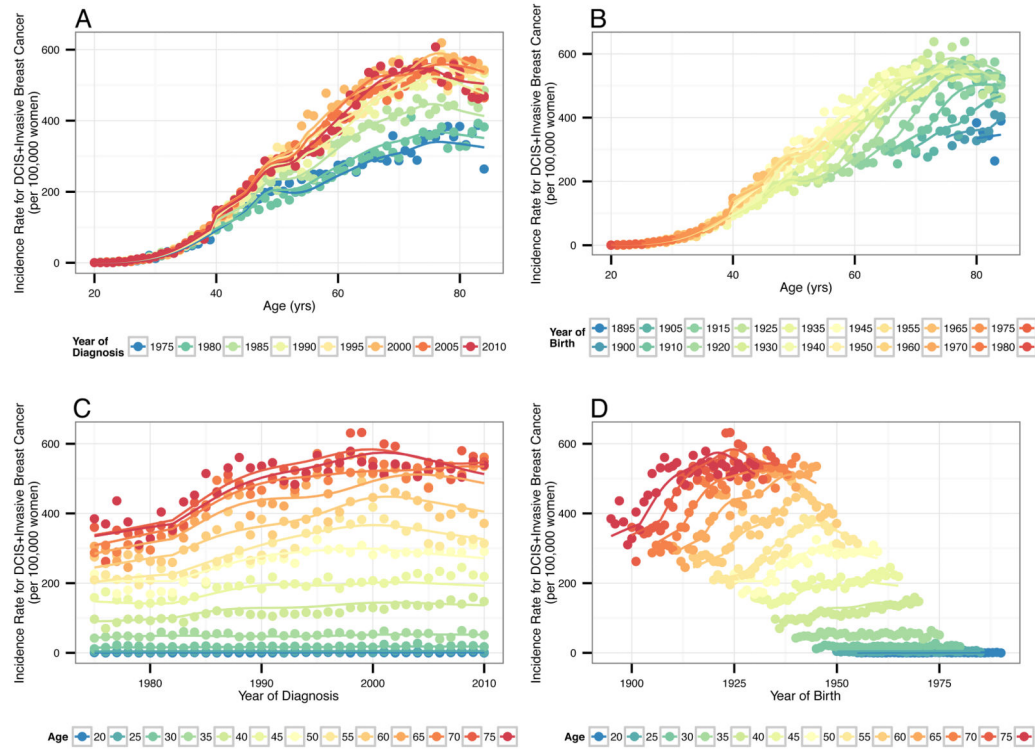 A
Incidence Rate for DCIS+Invasive Breast Cancer
(per 100,000 women)
600
400
200
0
20 40 60 80
Age (yrs)
Year of
Diagnosis 1975 1980 1985 1990 1995 2000 2005 2010
B
Incidence Rate for DCIS+Invasive Breast Cancer
(per 100,000 women)
600
400
200
0
20 40 60 80
Age (yrs)
Year of
Birth
1895 1905 1915 1925 1935 1945 1955 1965 1975
1900 1910 1920 1930 1940 1950 1960 1970 1980
C
Incidence Rate for DCIS+Invasive Breast Cancer
(per 100,000 women)
600
400
200
0
1980 1990 2000 2010
Year of Diagnosis
Age 20 25 30 35 40 45 50 55 60 65 70 75
D
Incidence Rate for DCIS+Invasive Breast Cancer
(per 100,000 women)
600
400
200
0
1900 1925 1950 1975
Year of Birth
Age 20 25 30 35 40 45 50 55 60 65 70 75